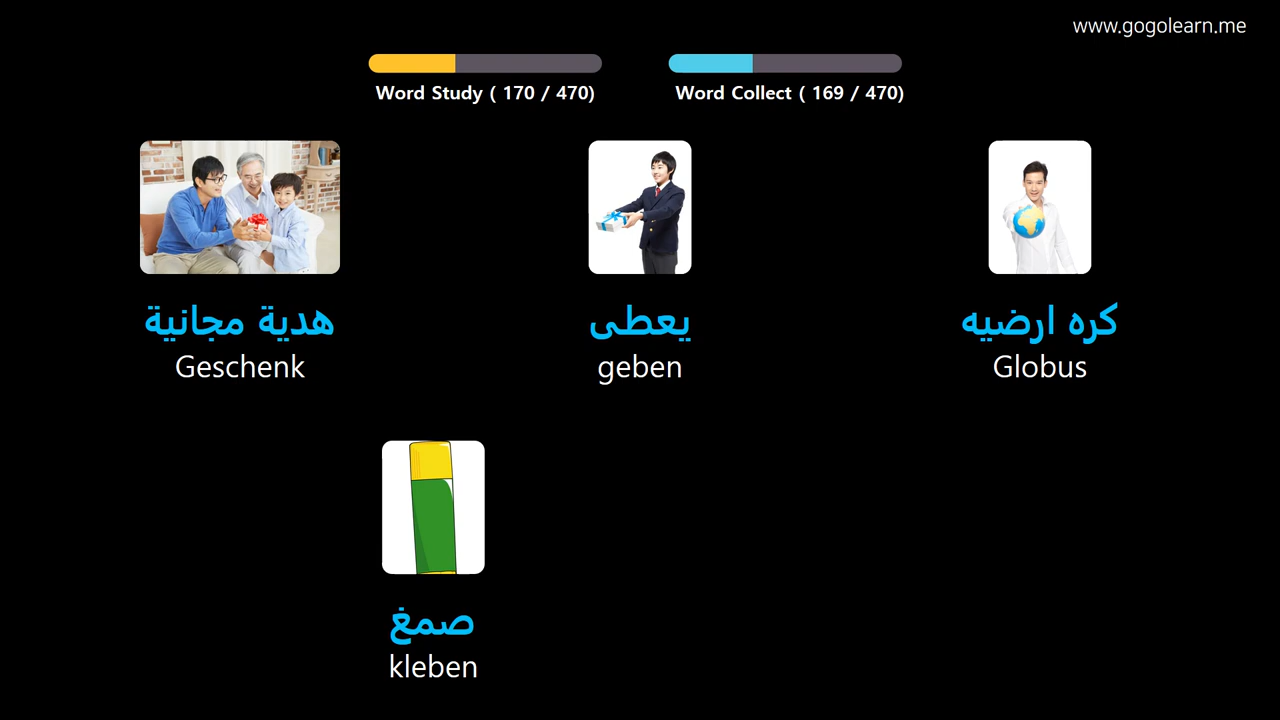 www.gogolearn.me
Word Study ( 170 / 470)
Word Collect ( 169 / 470)
هدية مجانية
Geschenk
يعطى
geben
كره ارضيه
Globus
صمغ
kleben